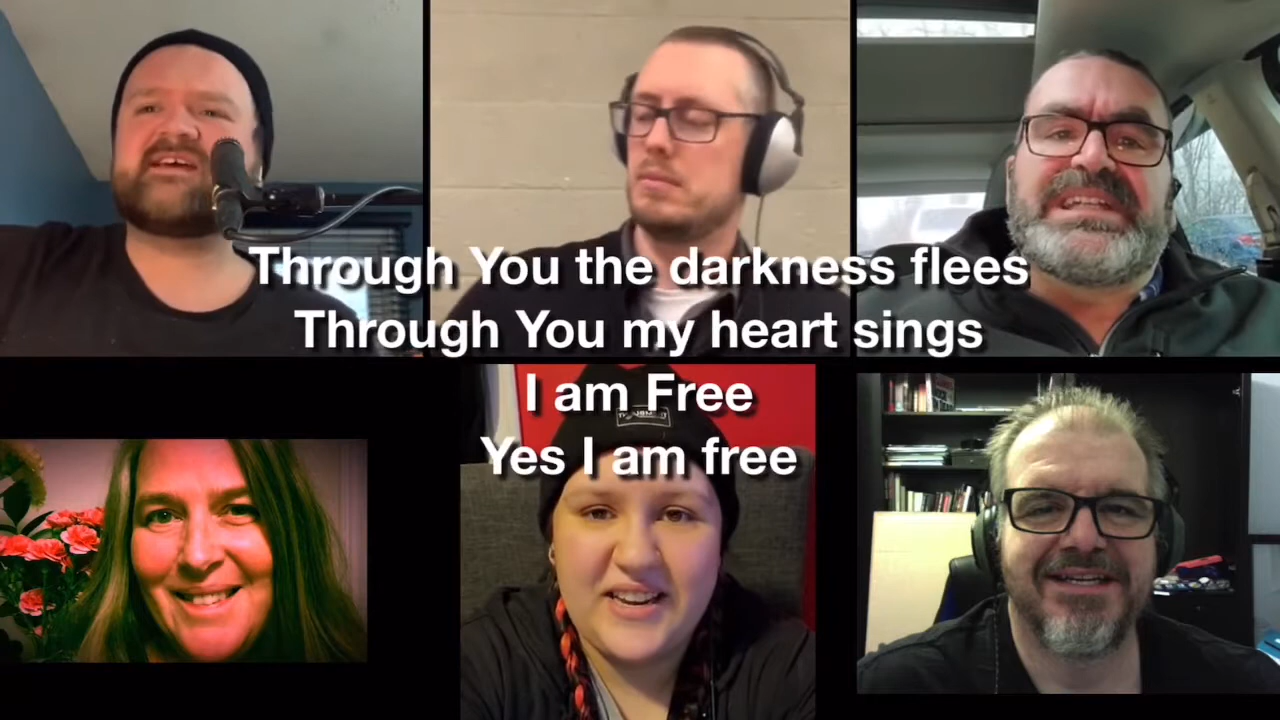 Through You the darkness flees
Through You my heart sings
I am Free
Yes I am free